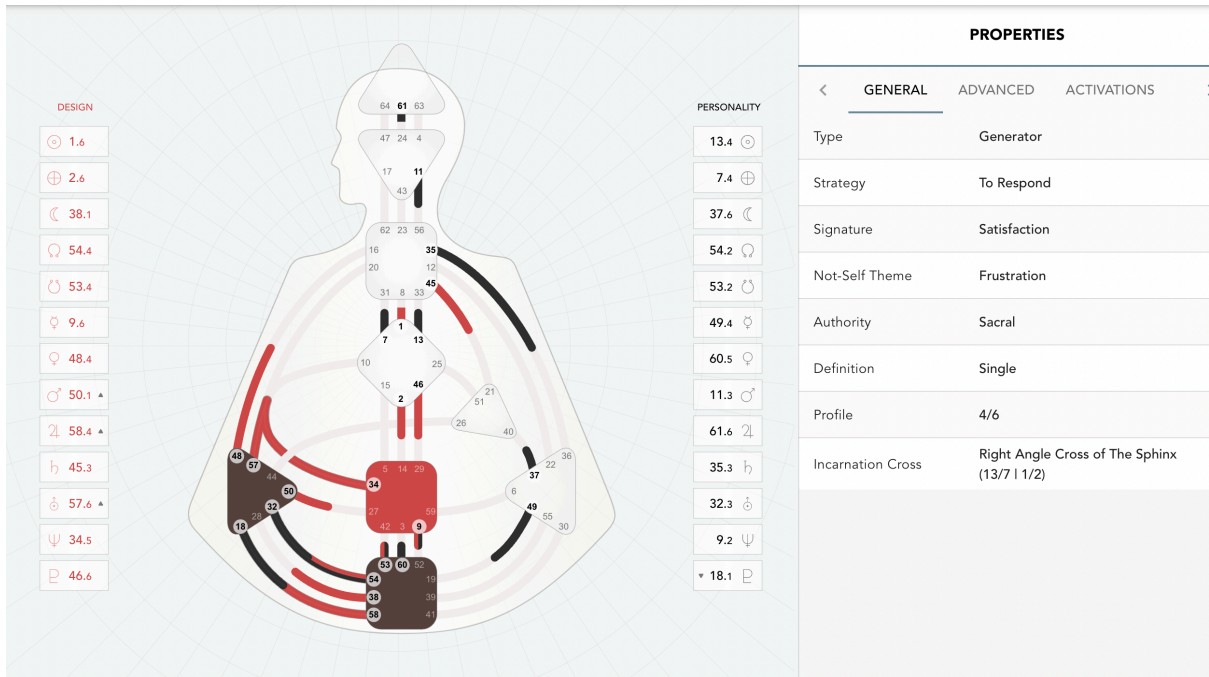 PROPERTIES
GENERAL ADVANCED ACTIVATIONS
Type Generator
Strategy To Respond
Signature Satisfaction
Not-Self Theme Frustration
Authority Sacral
Definition Single
Profile 4/6
Incarnation Cross Right Angle Cross of The Sphinx
(13/7 | 1/2)
DESIGN
1.6
2.6
38.1
54.4
53.4
9.6
48.4
50.1
58.4
45.3
57.6
34.5
46.6
64 61 63
47 24 4
17 11
43
62 23 56
16 35
20 12
45
31 8 33
1
7 13
10 25
15 46
2
21
51
26 40
48
57
44
50
32
28
18
5 14 29
34
27 59
42 3 9
36
22
37
6
49
55
30
53 60 52
54 19
38 39
58 41
PERSONALITY
13.4
7.4
37.6
54.2
53.2
49.4
60.5
11.3
61.6
35.3
32.3
9.2
18.1